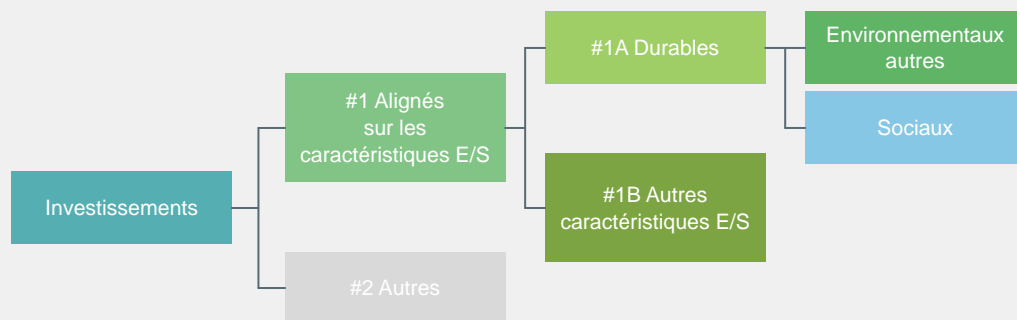 Investissements
#1 Alignés
sur les
caractéristiques E/S
#2 Autres
#1A Durables
#1B Autres
caractéristiques E/S
Environnementaux
autres
Sociaux